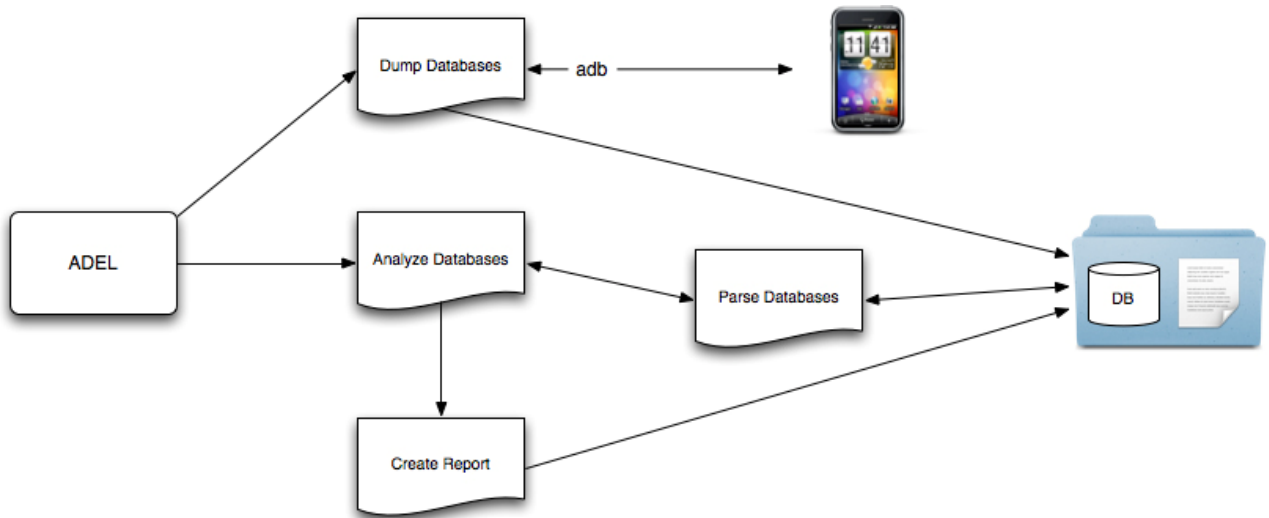 Dump Databases
adb
11 41
ADEL
Analyze Databases
Parse Databases
DB
Create Report